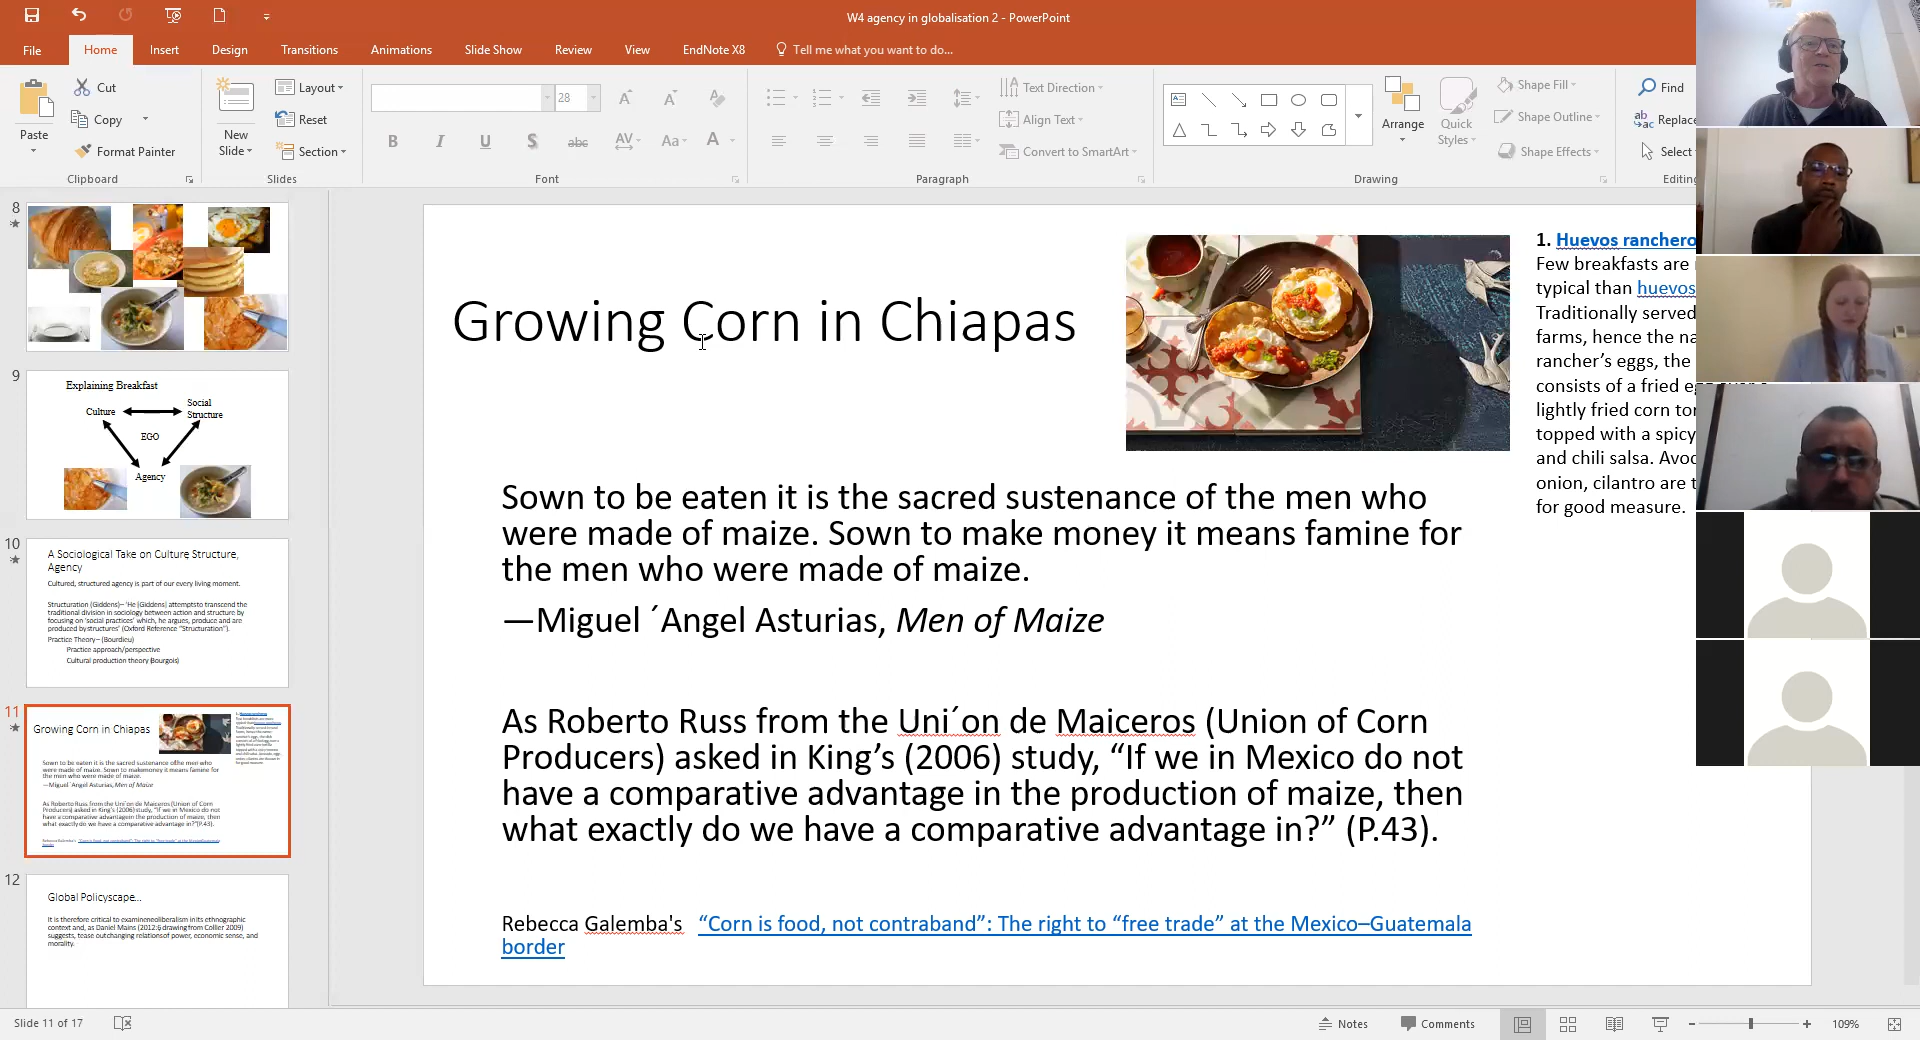 W4 agency in globalisation 2 - PowerPoint
File
Home
Insert
Design
Transitions
Animations
Slide Show
Review
View
EndNote X8
Tell me what you want to do...
Paste
Cut
Copy
Format Painter
Clipboard
New
Slide
Layout
Reset
Section
Slides
28
B I U S abc AV Aa A
Font
Text Direction
Align Text
Convert to SmartArt
Paragraph
Arrange
Quick
Styles
Shape Fill
Shape Outline
Shape Effects
Drawing
Find
Replace
Select
Editing
8
9
Explaining Breakfast
Culture
Social
Structure
EGO
Agency
10
A Sociological Take on Culture, Structure,
Agency
Cultured, structured agency is part of our every living moment.
Structuration (Giddens)– 'He [Giddens] attempts to transcend the
traditional division in sociology between action and structure by
focusing on 'social practices' which, he argues, produce and are
produced by structures' (Oxford Reference "Structuration").
Practice Theory – (Bourdieu)
Practice approach/perspective
Cultural production theory (Bourgois)
11
Growing Corn in Chiapas
Sown to be eaten it is the sacred sustenance of the men who
were made of maize. Sown to make money it means famine for
the men who were made of maize.
—Miguel ´Angel Asturias, Men of Maize
As Roberto Russ from the Uni´on de Maiceros (Union of Corn
Producers) asked in King's (2006) study, "If we in Mexico do not
have a comparative advantage in the production of maize, then
what exactly do we have a comparative advantage in?" (P.43).
12
Global Policyscape...
It is therefore critical to examine neoliberalism in its ethnographic
context and, as Daniel Mains (2012:6 drawing from Collier 2009)
suggests, tease out changing relations of power, economic sense, and
morality.
Growing Corn in Chiapas
Sown to be eaten it is the sacred sustenance of the men who
were made of maize. Sown to make money it means famine for
the men who were made of maize.
—Miguel ´Angel Asturias, Men of Maize
As Roberto Russ from the Uni´on de Maiceros (Union of Corn
Producers) asked in King’s (2006) study, “If we in Mexico do not
have a comparative advantage in the production of maize, then
what exactly do we have a comparative advantage in?” (P.43).
Rebecca Galemba's “Corn is food, not contraband”: The right to “free trade” at the Mexico–Guatemala
border
1. Huevos ranchero
Few breakfasts are
typical than huevos
Traditionally served
farms, hence the na
rancher’s eggs, the
consists of a fried
lightly fried corn tor
topped with a spicy
and chili salsa. Avoc
onion, cilantro are t
for good measure.
Slide 11 of 17
Notes
Comments
109%